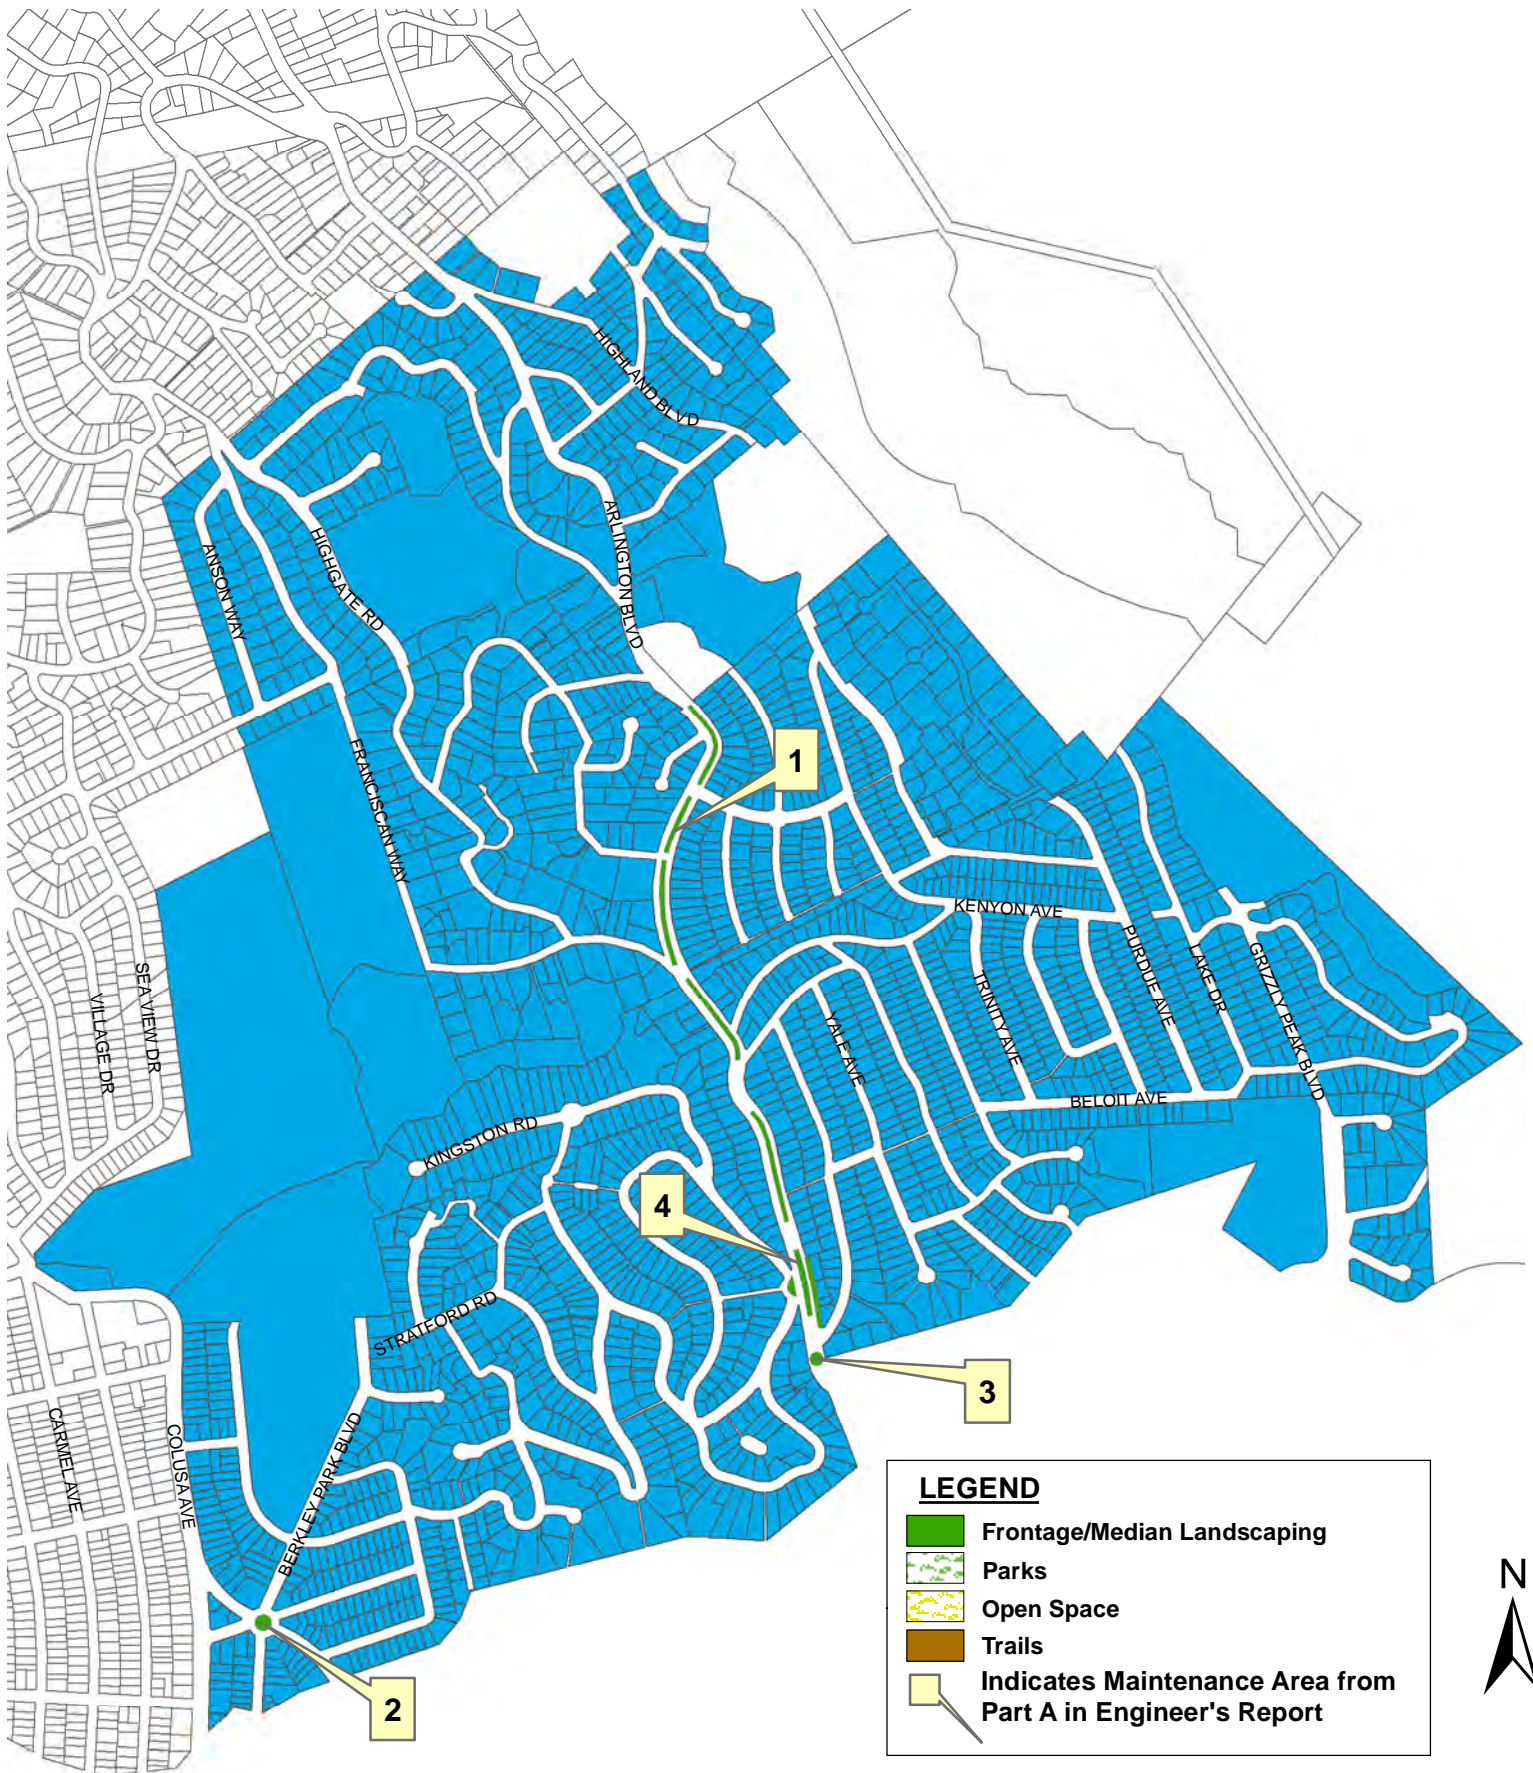 HIGHLAND BLVD
ARLINGTON BLVD
ANSON WAY
HIGHGATE RD
1
FRANCISCAN WAY
KENYON AVE
PURDUE AVE
LAKE DR
GRIZZLY PEAK BLVD
SEA VIEW DR
VILLAGE DR
TRINITY AVE
YALE AVE
BELOIT AVE
KINGSTON RD
4
STRATFORD RD
3
CARMEL AVE
COLUSA AVE
BERKLEY PARK BLVD
2
LEGEND
Frontage/Median Landscaping
Parks
Open Space
Trails
Indicates Maintenance Area from
Part A in Engineer's Report
N